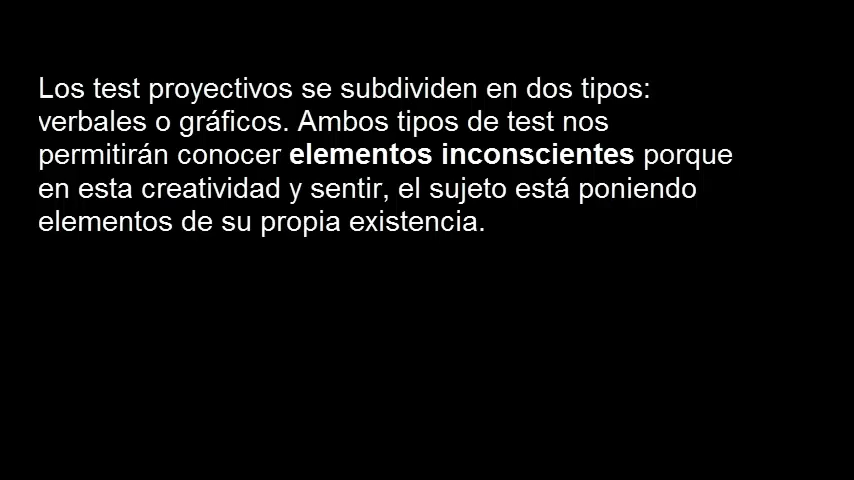 Los test proyectivos se subdividen en dos tipos:
verbales o gráficos. Ambos tipos de test nos
permitirán conocer elementos inconscientes porque
en esta creatividad y sentir, el sujeto está poniendo
elementos de su propia existencia.